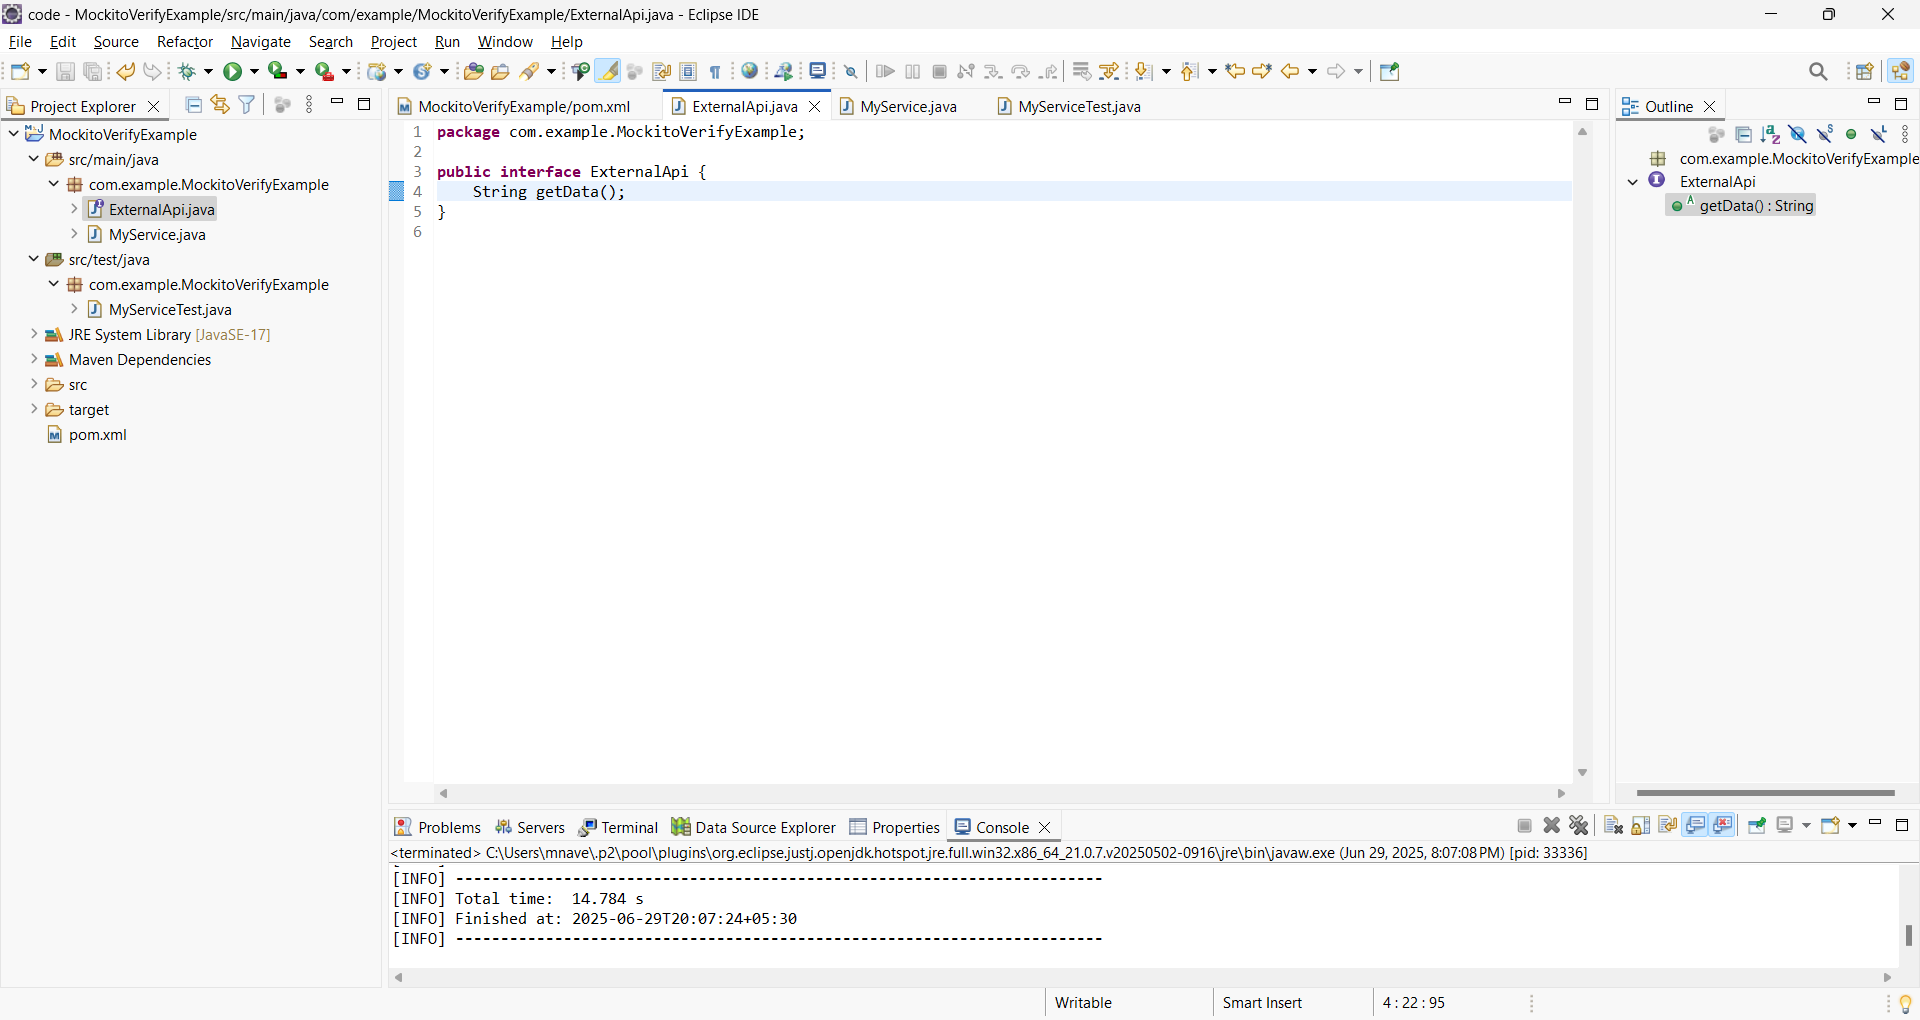 code - MockitoVerifyExample/src/main/java/com/example/MockitoVerifyExample/ExternalApi.java - Eclipse IDE
File Edit Source Refactor Navigate Search Project Run Window Help
Project Explorer
MockitoVerifyExample
src/main/java
com.example.MockitoVerifyExample
ExternalApi.java
MyService.java
src/test/java
com.example.MockitoVerifyExample
MyServiceTest.java
JRE System Library [JavaSE-17]
Maven Dependencies
src
target
pom.xml
MockitoVerifyExample/pom.xml ExternalApi.java MyService.java MyServiceTest.java
1 package com.example.MockitoVerifyExample;
2
3 public interface ExternalApi {
4     String getData();
5 }
6
Outline
com.example.MockitoVerifyExample
ExternalApi
getData() : String
Problems Servers Terminal Data Source Explorer Properties Console
<terminated> C:\Users\mnave\.p2\pool\plugins\org.eclipse.justj.openjdk.hotspot.jre.full.win32.x86_64_21.0.7.v20250502-0916\jre\bin\javaw.exe (Jun 29, 2025, 8:07:08 PM) [pid: 33336]
[INFO] ------------------------------------------------------------------------
[INFO] Total time:  14.784 s
[INFO] Finished at: 2025-06-29T20:07:24+05:30
[INFO] ------------------------------------------------------------------------
Writable Smart Insert 4 : 22 : 95